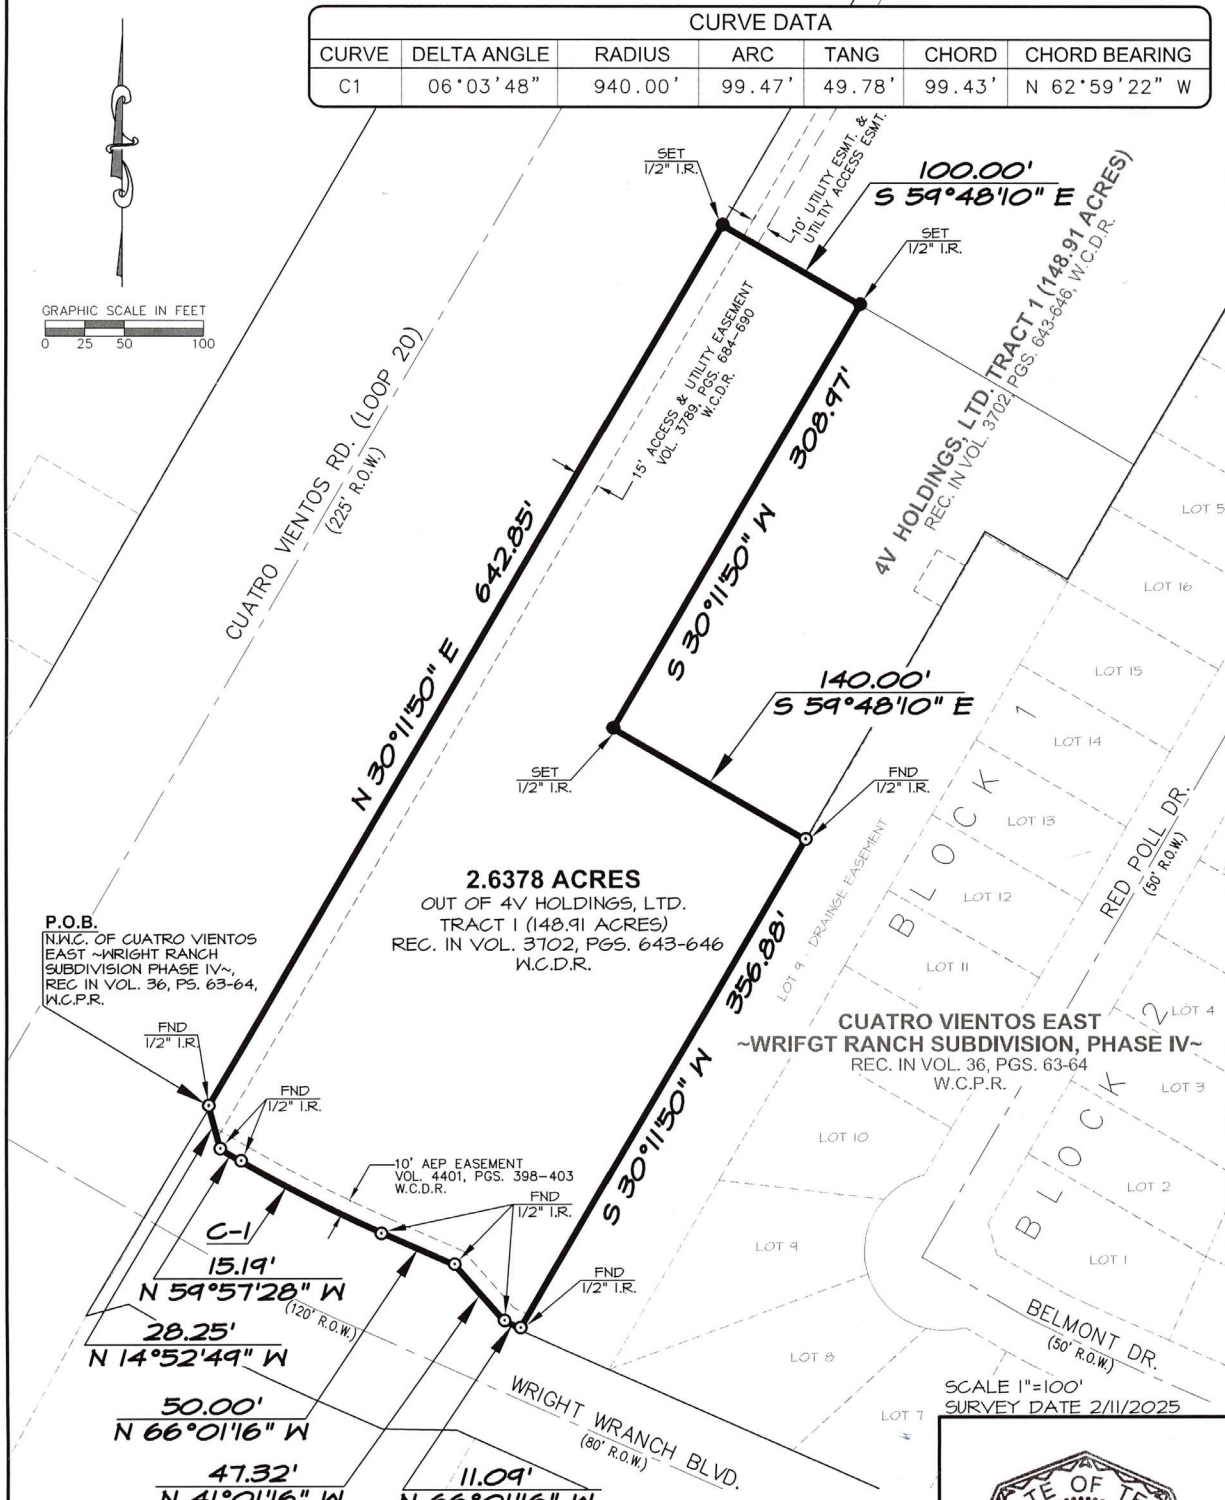 CURVE DATA
CURVE DELTA ANGLE RADIUS ARC TANG CHORD CHORD BEARING
C1 06°03'48" 940.00' 99.47' 49.78' 99.43' N 62°59'22" W
GRAPHIC SCALE IN FEET
0 25 50 100
SET
1/2" I.R.
10' UTILITY ESMT. &
UTILTIY ACCESS ESMT.
100.00'
S 59°48'10" E
SET
1/2" I.R.
CUATRO VIENTOS RD. (LOOP 20)
(225' R.O.W.)
15' ACCESS & UTILITY EASEMENT
VOL. 3789, PGS. 684-690
W.C.D.R.
4V HOLDINGS, LTD. TRACT 1 (148.91 ACRES)
REC. IN VOL. 3702, PGS. 643-646, W.C.D.R.
308.97'
S 30°11'50" W
642.85'
N 30°11'50" E
LOT 5
LOT 16
LOT 15
LOT 14
LOT 13
LOT 12
LOT 11
LOT 10
LOT 9
LOT 8
LOT 7
BLOCK 1
140.00'
S 59°48'10" E
SET
1/2" I.R.
FND
1/2" I.R.
RED POLL DR.
(50' R.O.W.)
LOT 9 - DRAINGE EASEMENT
2.6378 ACRES
OUT OF 4V HOLDINGS, LTD.
TRACT 1 (148.91 ACRES)
REC. IN VOL. 3702, PGS. 643-646
W.C.D.R.
356.88'
S 30°11'50" W
P.O.B.
N.W.C. OF CUATRO VIENTOS
EAST ~WRIGHT RANCH
SUBDIVISION PHASE IV~,
REC IN VOL. 36, PS. 63-64,
W.C.P.R.
FND
1/2" I.R.
FND
1/2" I.R.
CUATRO VIENTOS EAST
~WRIFGT RANCH SUBDIVISION, PHASE IV~
REC. IN VOL. 36, PGS. 63-64
W.C.P.R.
BLOCK 2
LOT 4
LOT 3
LOT 2
LOT 1
10' AEP EASEMENT
VOL. 4401, PGS. 398-403
W.C.D.R.
FND
1/2" I.R.
FND
1/2" I.R.
C-1
15.19'
N 59°57'28" W
(120' R.O.W.)
28.25'
N 14°52'49" W
50.00'
N 66°01'16" W
47.32'
N 41°01'16" W
11.09'
N 66°01'16" W
WRIGHT WRANCH BLVD.
(80' R.O.W.)
BELMONT DR.
(50' R.O.W.)
SCALE 1"=100'
SURVEY DATE 2/11/2025
TE OF TE